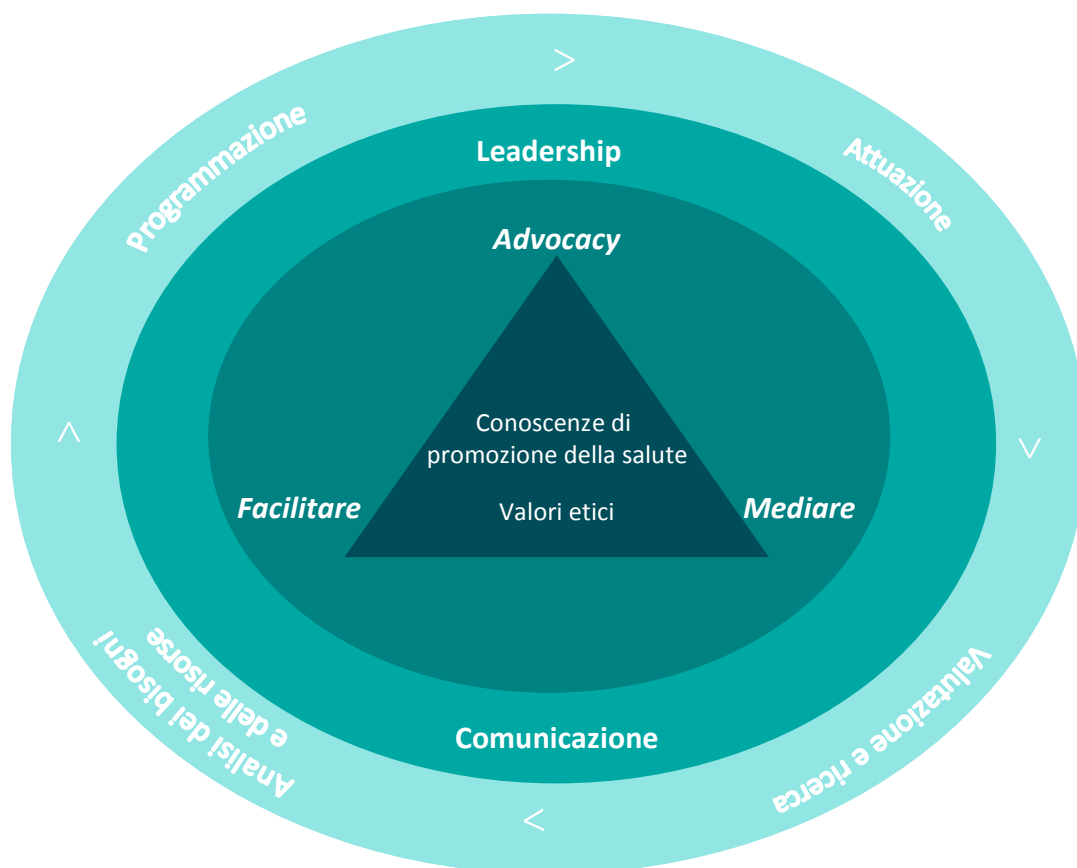 >
Programmazione
Attuazione
Leadership
Advocacy
Conoscenze di
promozione della salute
Valori etici
>
>
Facilitare
Mediare
Analisi dei bisogni
e delle risorse
Valutazione e ricerca
Comunicazione
>